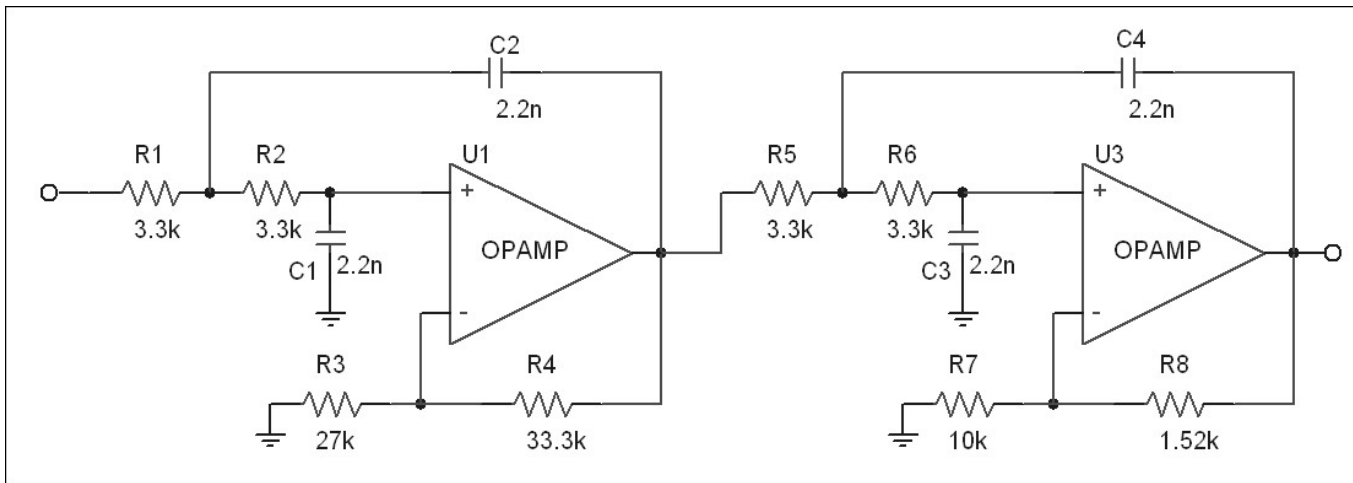 C2
2.2n
C4
2.2n
R1
3.3k
R2
3.3k
U1
+
-
OPAMP
C1
2.2n
R3
27k
R4
33.3k
R5
3.3k
R6
3.3k
U3
+
-
OPAMP
C3
2.2n
R7
10k
R8
1.52k